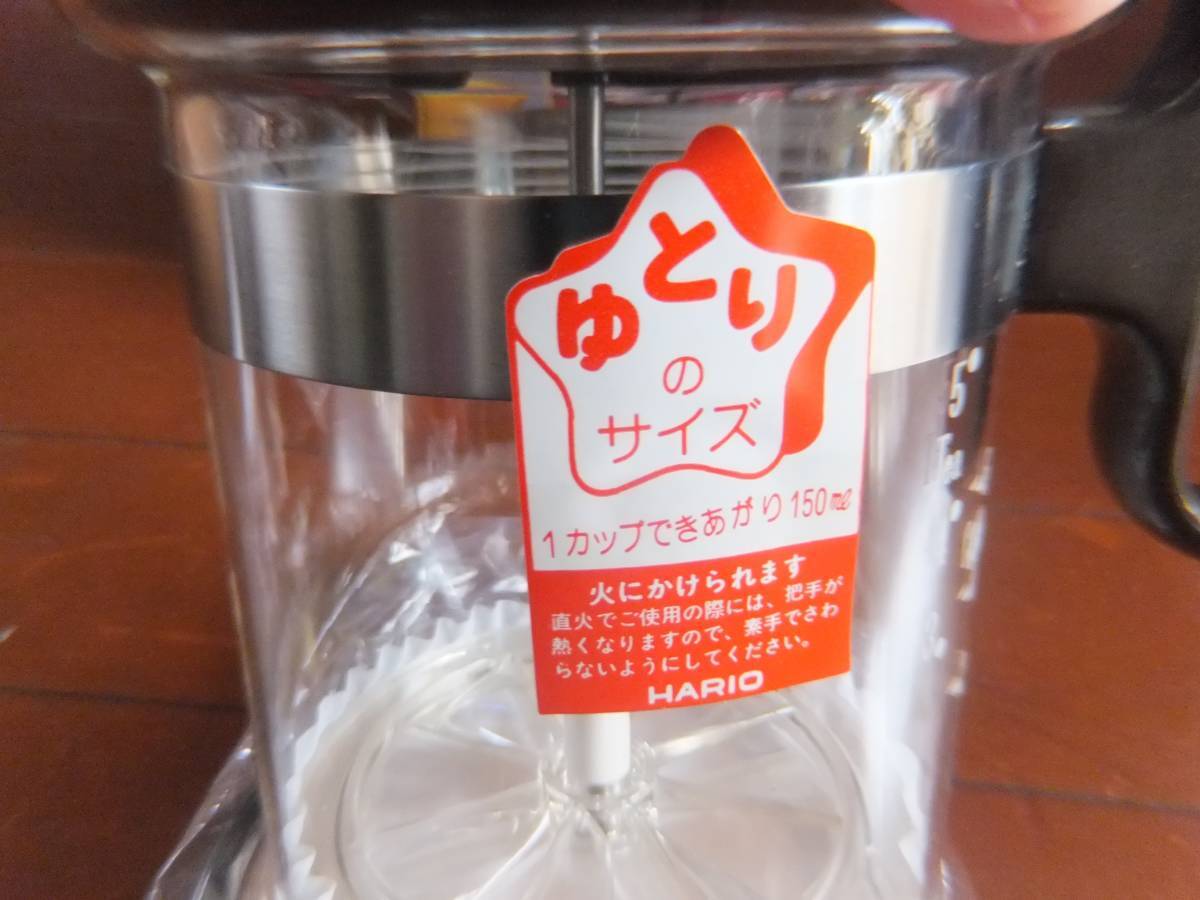 ゆとり
の
サイズ
1カップできあがり150ml
火にかけられます
直火でご使用の際には、把手が
熱くなりますので、素手でさわ
らないようにしてください。
HARIO
5